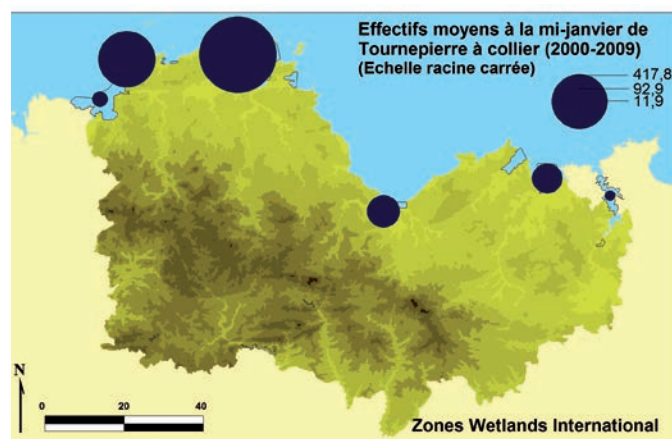 Effectifs moyens à la mi-janvier de
Tournepierre à collier (2000-2009)
(Echelle racine carrée)
417,8
92,9
11,9
N
0 20 40
Zones Wetlands International